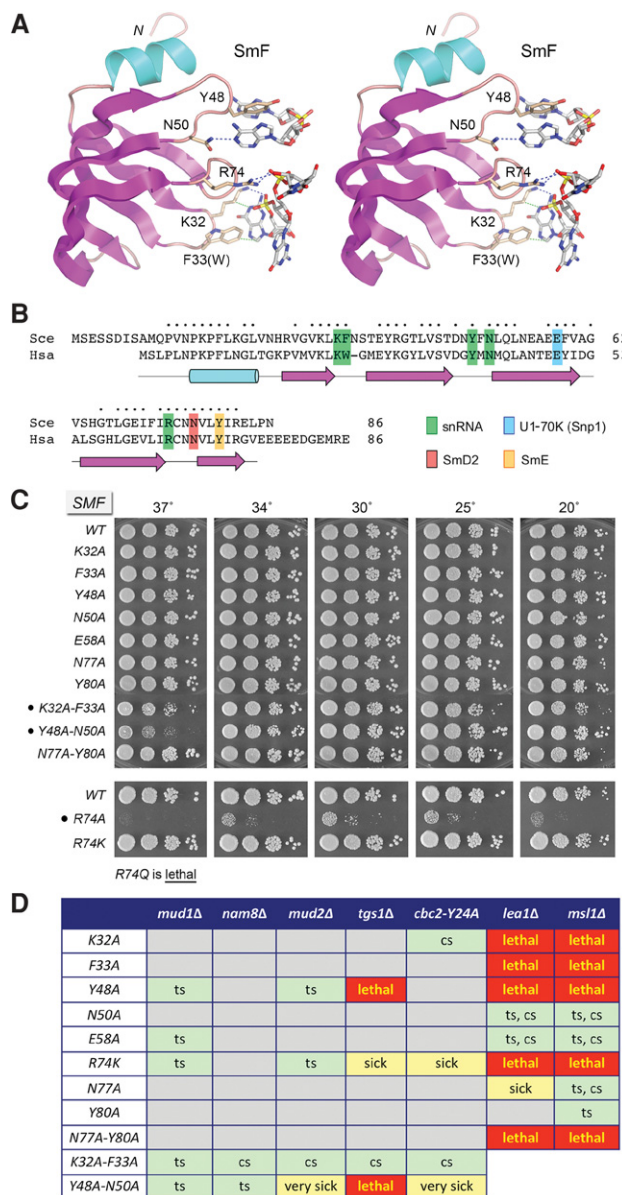 A
N SmF
Y48
N50
R74
K32
F33(W)
N SmF
Y48
N50
R74
K32
F33(W)
B
Sce MSESSDISAMQPVNPKPFLKGLVNHRVGVKLKFNSTEYRGTLVSTDNYFNLQLNEAEEFVAG
Hsa MSLPLNPKPFLNGLTGKPVMVKLKW-GMEYKGYLVSVDGYMNMQLANTEEYIDG
Sce VSHGTLGEIFIRCNNVLYIRELPN 86
Hsa ALSGHLGEVLIRCNNVLYIRGVEEEEEDGEMRE 86
snRNA U1-70K (Snp1)
SmD2 SmE
C
SMF 37° 34° 30° 25° 20°
WT
K32A
F33A
Y48A
N50A
E58A
N77A
Y80A
• K32A-F33A
• Y48A-N50A
N77A-Y80A
WT
• R74A
R74K
R74Q is lethal
D
mud1Δ nam8Δ mud2Δ tgs1Δ cbc2-Y24A lea1Δ msl1Δ
K32A cs lethal lethal
F33A lethal lethal
Y48A ts ts lethal lethal lethal
N50A ts, cs ts, cs
E58A ts ts, cs ts, cs
R74K ts ts sick sick lethal lethal
N77A sick ts, cs
Y80A ts
N77A-Y80A lethal lethal
K32A-F33A ts cs cs cs cs
Y48A-N50A ts ts very sick lethal very sick